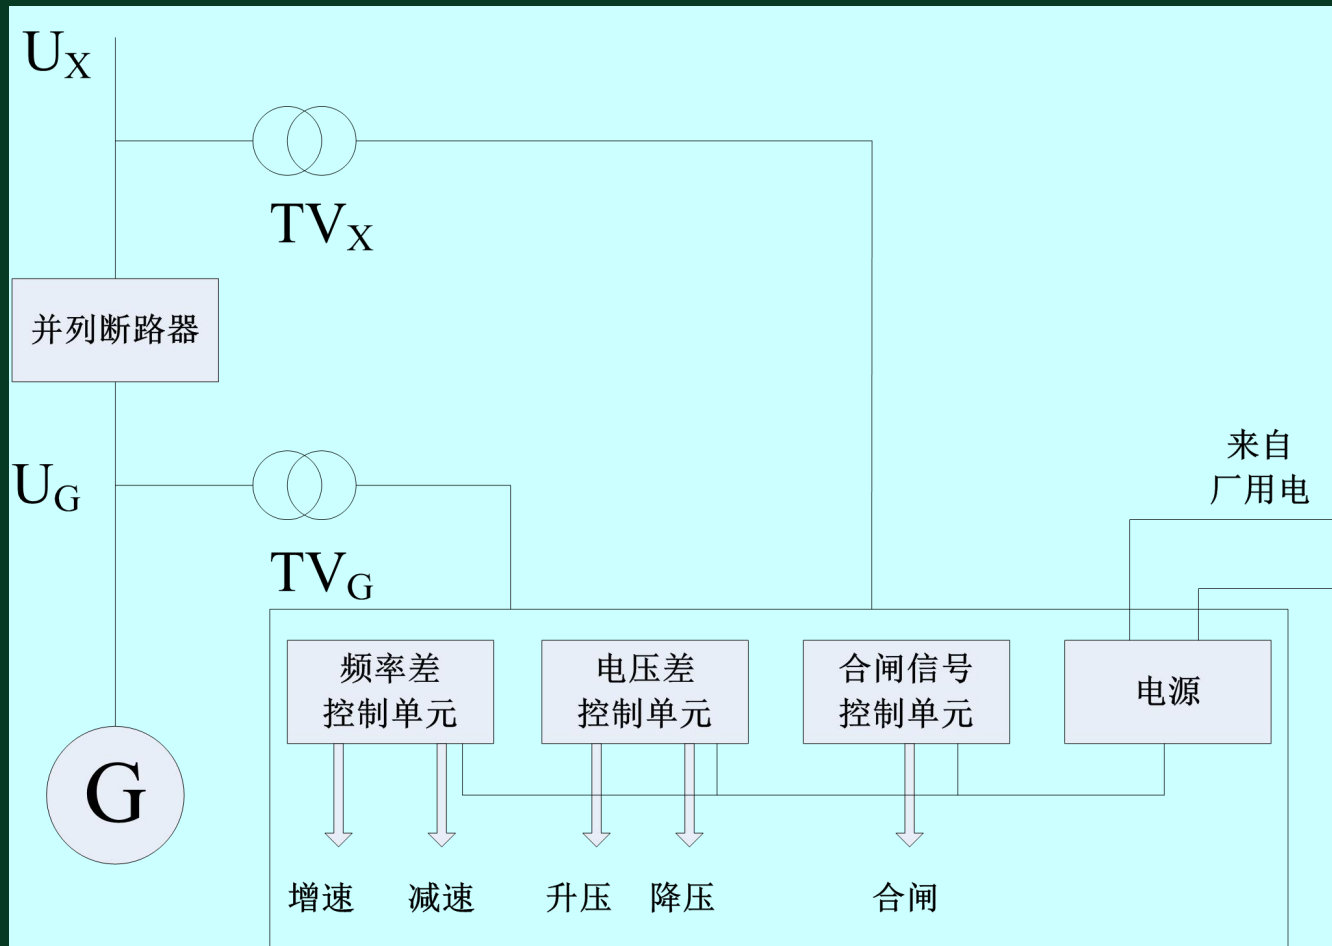 UX
TVX
并列断路器
来自
厂用电
UG
TVG
频率差
控制单元
电压差
控制单元
合闸信号
控制单元
电源
G
增速
减速
升压
降压
合闸